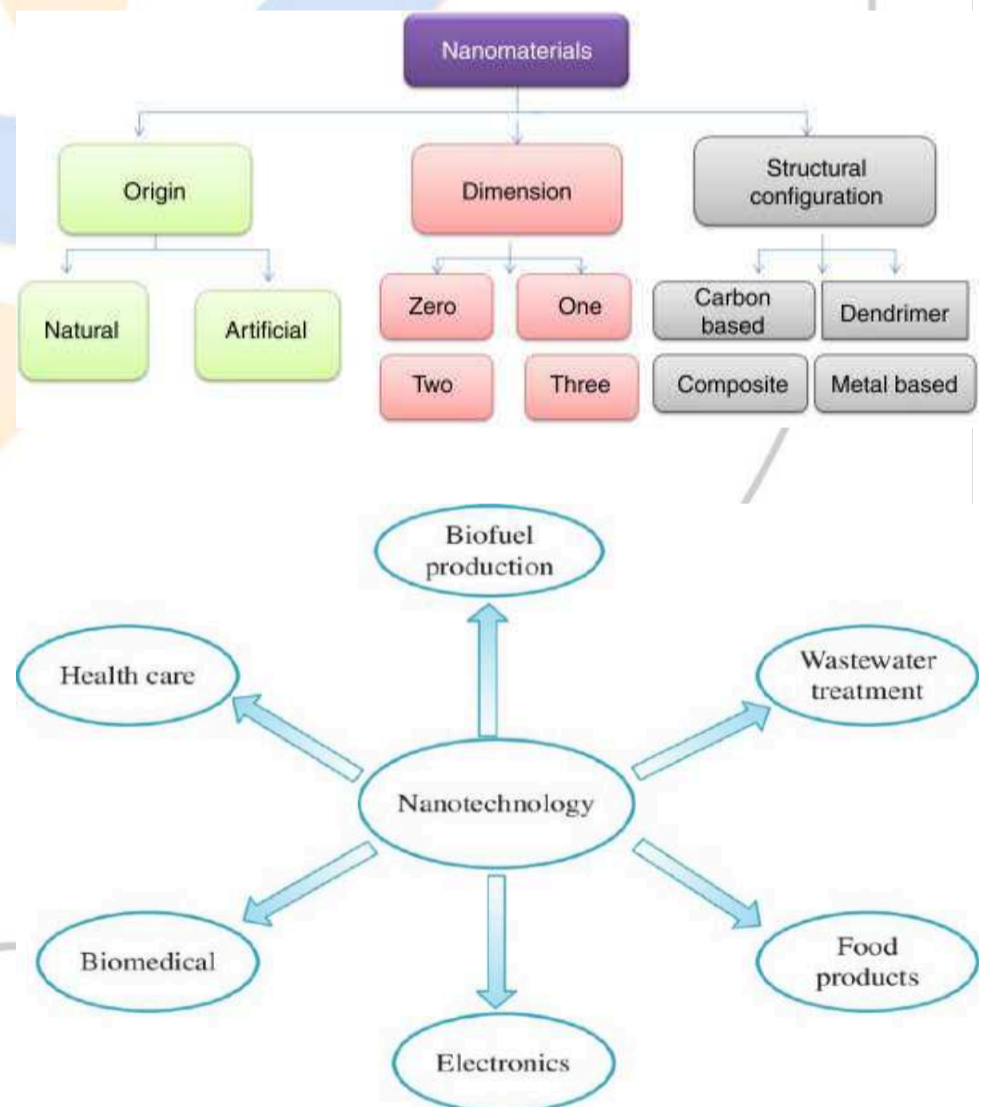 Nanomaterials
Origin
Dimension
Structural
configuration
Natural
Artificial
Zero
One
Two
Three
Carbon
based
Dendrimer
Composite
Metal based
Biofuel
production
Health care
Wastewater
treatment
Nanotechnology
Biomedical
Food
products
Electronics